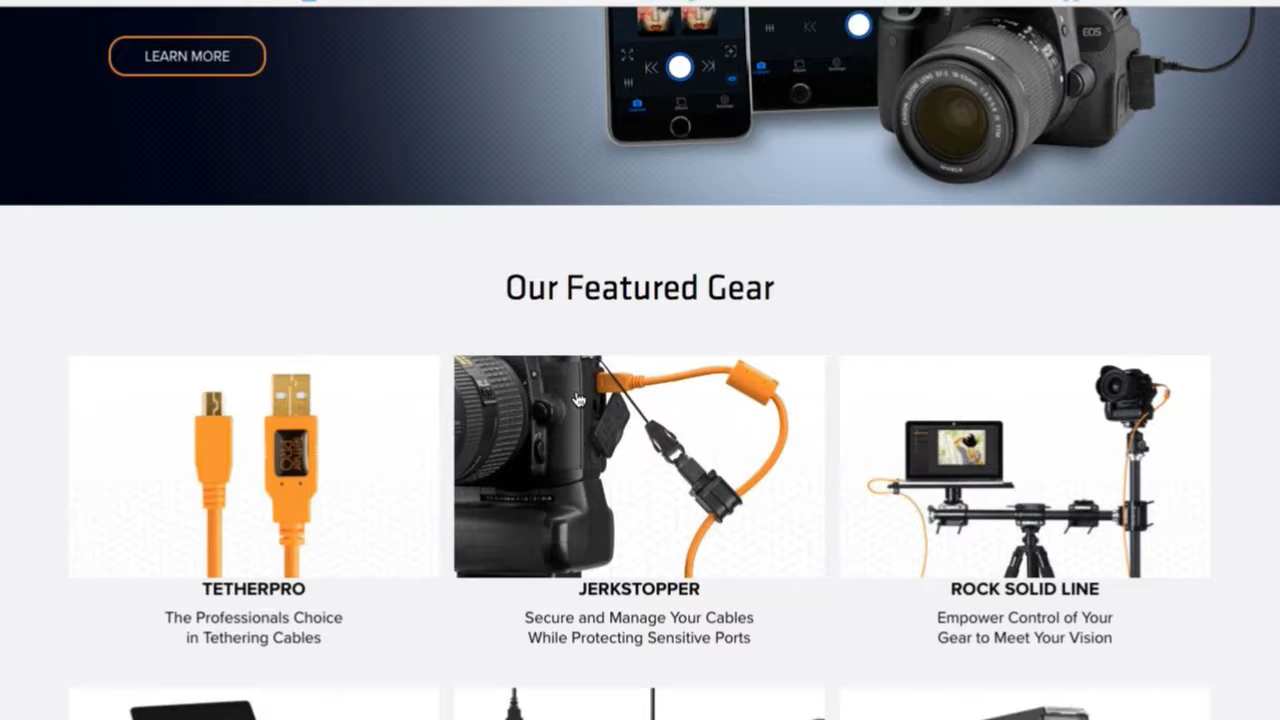 LEARN MORE
EOS
Our Featured Gear
TETHERPRO
The Professionals Choice
in Tethering Cables
JERKSTOPPER
Secure and Manage Your Cables
While Protecting Sensitive Ports
ROCK SOLID LINE
Empower Control of Your
Gear to Meet Your Vision